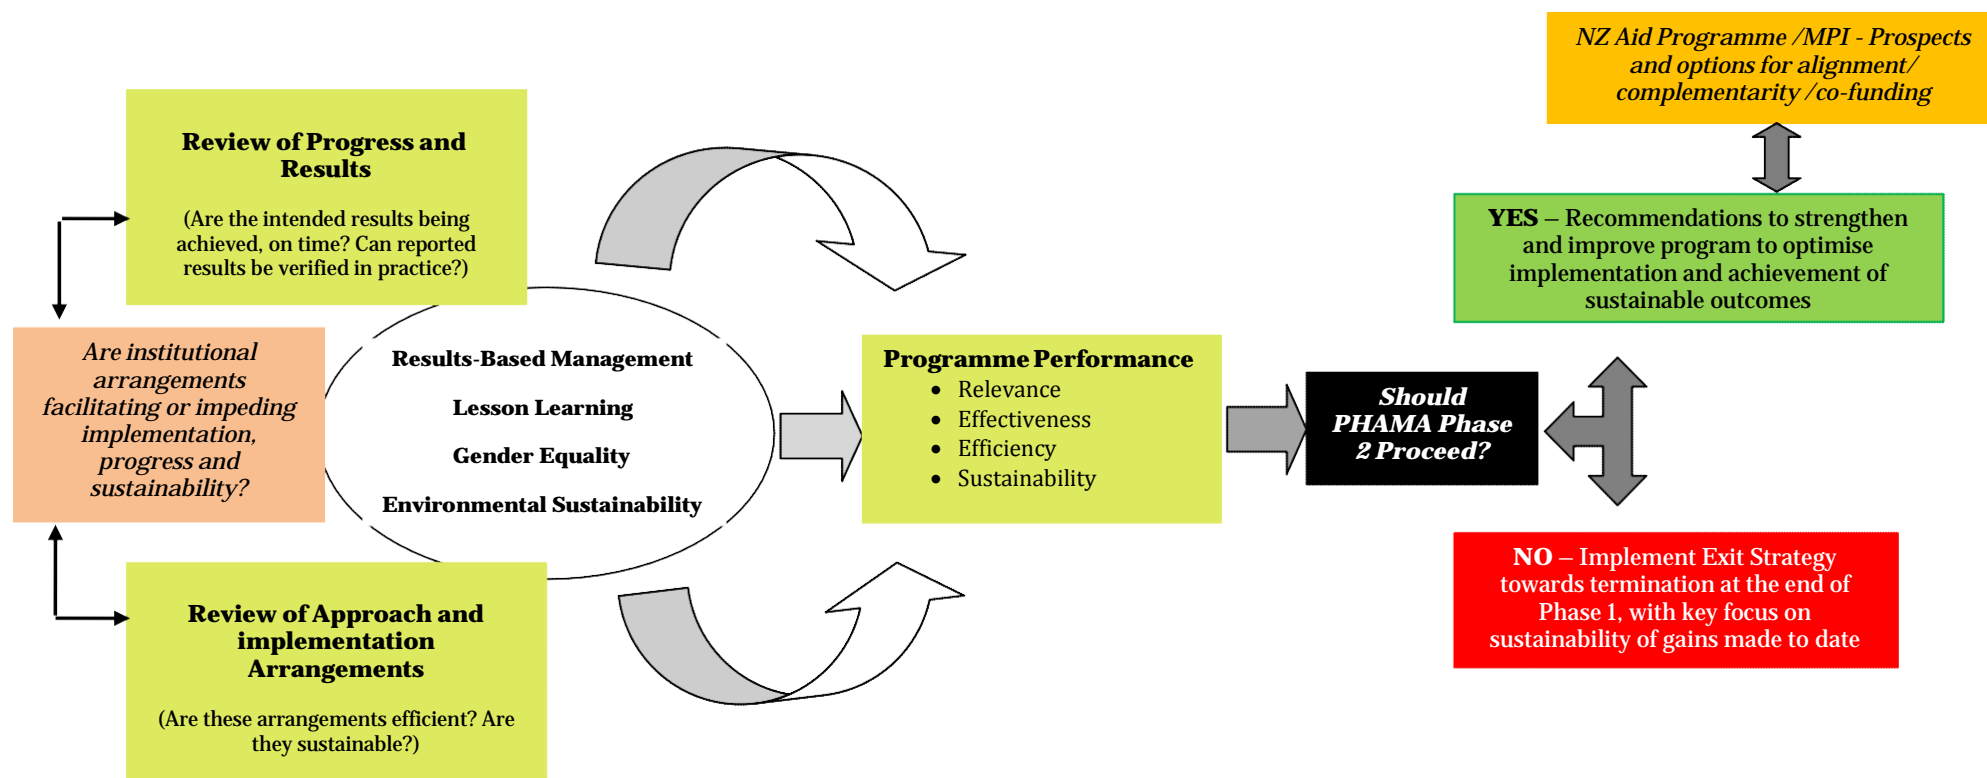 NZ Aid Programme /MPI - Prospects
and options for alignment/
complementarity /co-funding
Review of Progress and
Results
(Are the intended results being
achieved, on time? Can reported
results be verified in practice?)
YES – Recommendations to strengthen
and improve program to optimise
implementation and achievement of
sustainable outcomes
Are institutional
arrangements
facilitating or impeding
implementation,
progress and
sustainability?
Results-Based Management
Lesson Learning
Gender Equality
Environmental Sustainability
Programme Performance
• Relevance
• Effectiveness
• Efficiency
• Sustainability
Should
PHAMA Phase
2 Proceed?
NO – Implement Exit Strategy
towards termination at the end of
Phase 1, with key focus on
sustainability of gains made to date
Review of Approach and
implementation
Arrangements
(Are these arrangements efficient? Are
they sustainable?)